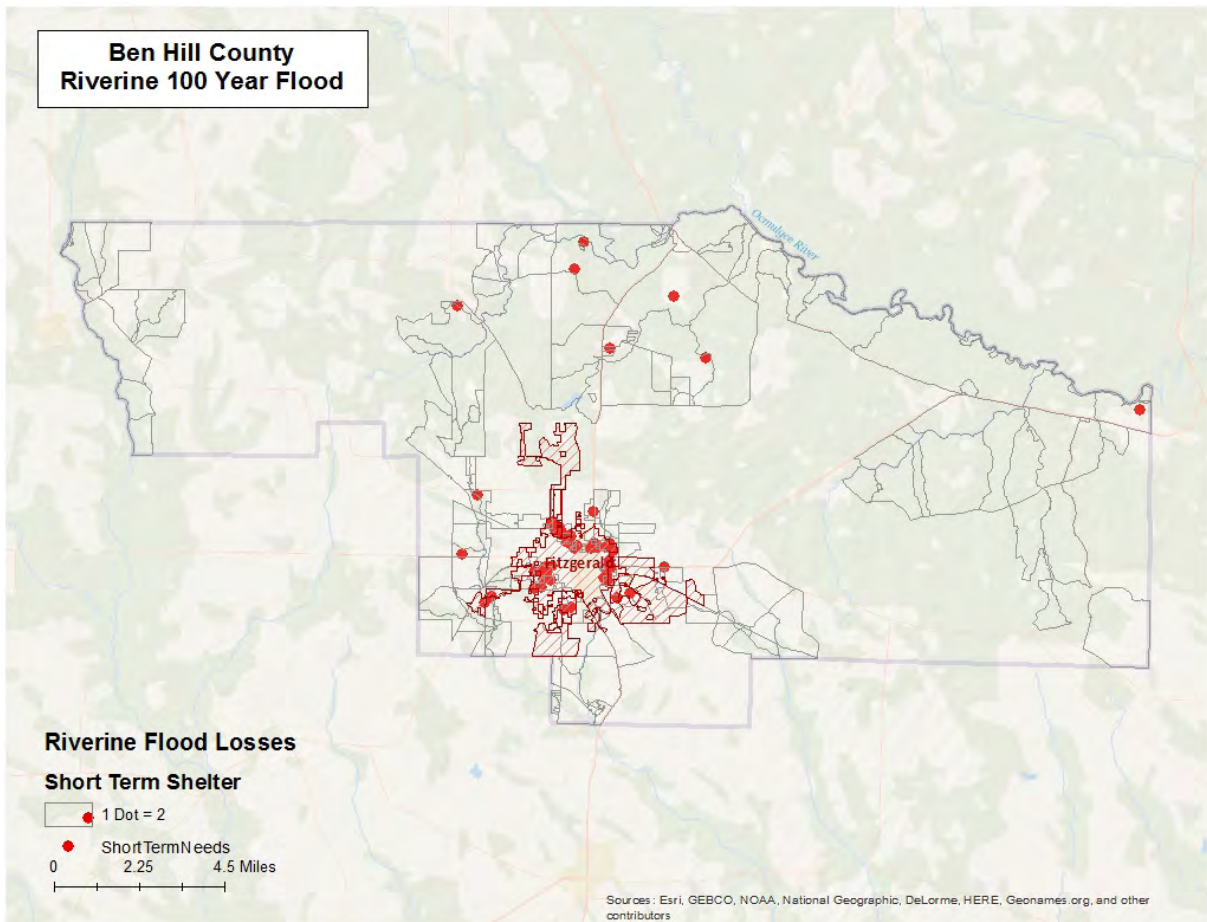 Ben Hill County
Riverine 100 Year Flood
Ocmulgee River
Fitzgerald
Riverine Flood Losses
Short Term Shelter
1 Dot = 2
ShortTermNeeds
0 2.25 4.5 Miles
Sources: Esri, GEBCO, NOAA, National Geographic, DeLorme, HERE, Geonames.org, and other
contributors